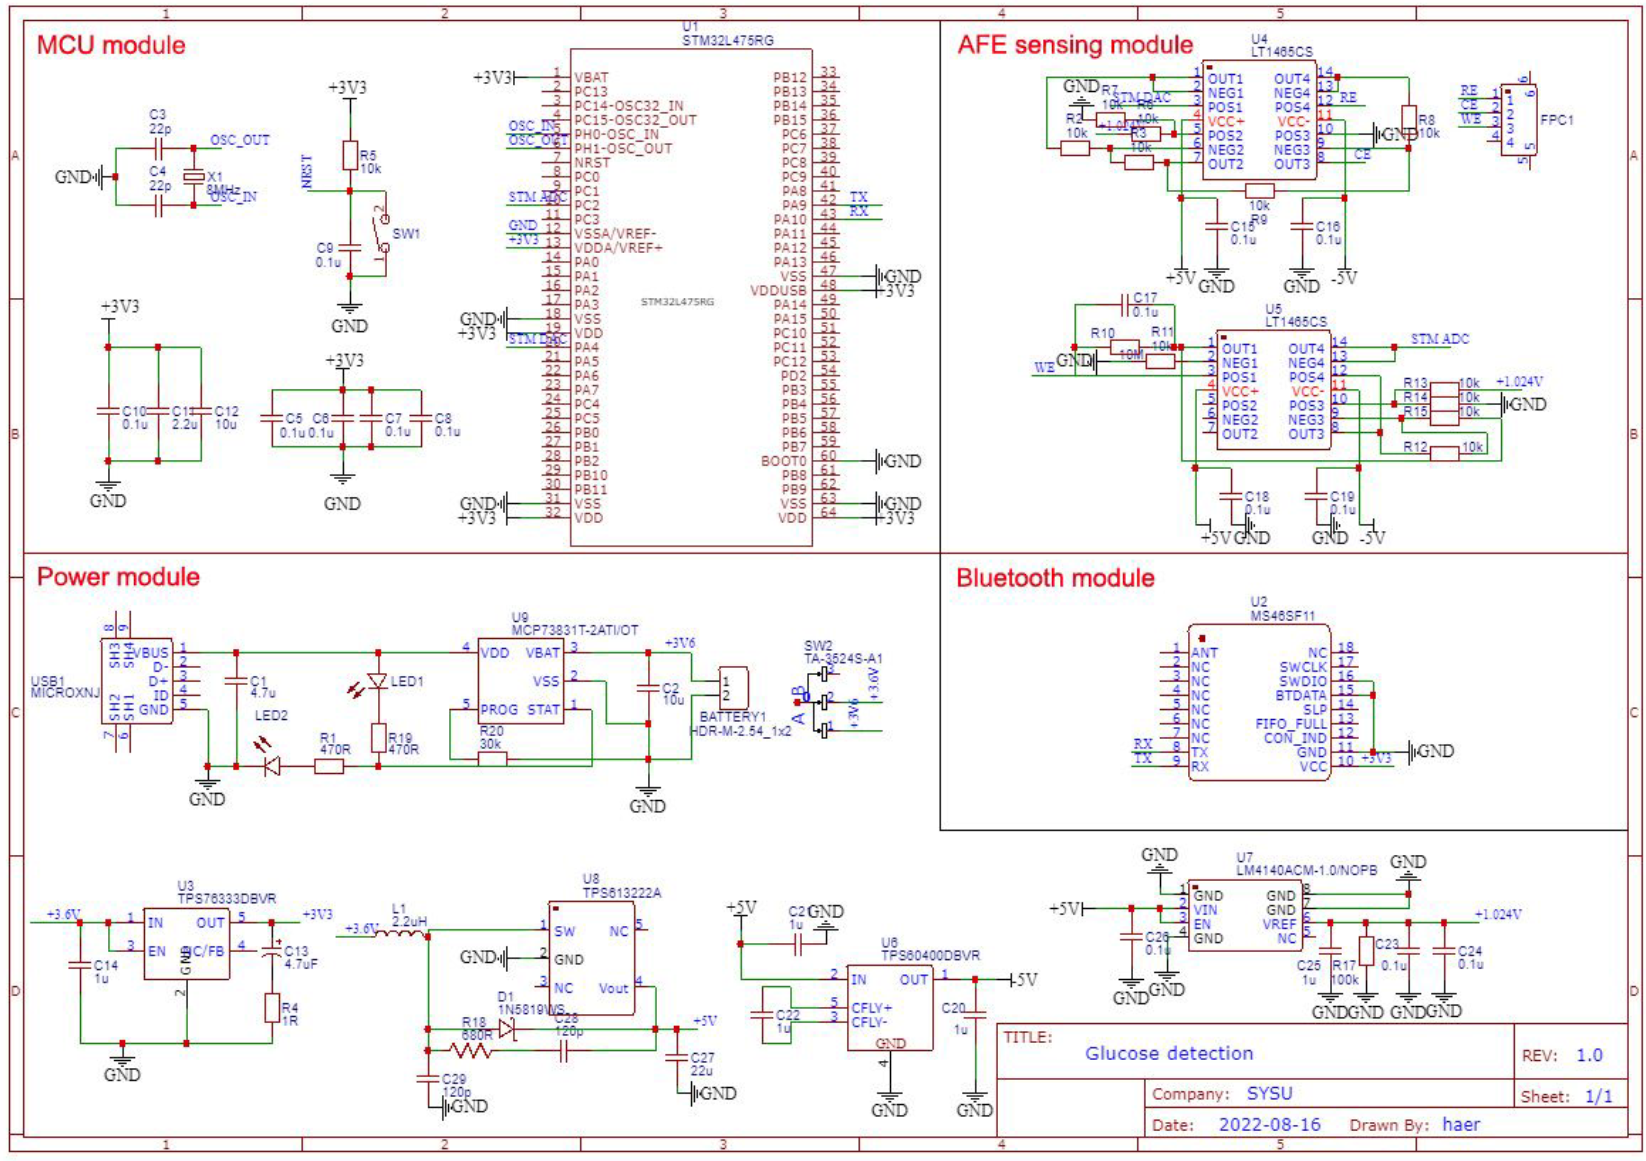 1 2 3 4 5
MCU module
U1
STM32L475RG
+3V3
1 VBAT
2 PC13
3 PC14-OSC32_IN
4 PC15-OSC32_OUT
OSC_IN PH0-OSC_IN
PH1-OSC_OUT
7 NRST
8 PC0
9 PC1
PC2
11 PC3
GND 12 VSSA/VREF-
+3V3 13 VDDA/VREF+
14 PA0
15 PA1
16 PA2
17 PA3
GND 18 VSS
+3V3 19 VDD
PA4
21 PA5
22 PA6
23 PA7
24 PC4
25 PC5
26 PB0
27 PB1
28 PB2
29 PB10
30 PB11
GND 31 VSS
+3V3 32 VDD
STM32L475RG
PB12 33
PB13 34
PB14 35
PB15 36
PC6 37
PC7 38
PC8 39
PC9 40
PA8 41
PA9 42 TX
PA10 43 RX
PA11 44
PA12 45
PA13 46
VSS 47 GND
VDDUSB 48 +3V3
PA14 49
PA15 50
PC10 51
PC11 52
PC12 53
PD2 54
PB3 55
PB4 56
PB5 57
PB6 58
PB7 59
BOOT0 60 GND
PB8 61
PB9 62
VSS 63 GND
VDD 64 +3V3
C3
22p
OSC_OUT
GND
C4
22p
X1
8MHz
OSC_IN
+3V3
R5
10k
NRST
2
SW1
1
C9
0.1u
GND
+3V3
C10
0.1u
C11
2.2u
C12
10u
GND
+3V3
C5
0.1u
C6
0.1u
C7
0.1u
C8
0.1u
GND
AFE sensing module
U4
LT1465CS
1 OUT1 OUT4 14
2 NEG1 NEG4 13
3 POS1 POS4 12 RE
4 VCC+ VCC- 11
5 POS2 POS3 10 GND
6 NEG2 NEG3 9
7 OUT2 OUT3 8 CE
GND
R7
10k
STM DAC
R6
10k
R2
10k
R3
10k
R8
10k
10k
R9
C15
0.1u
C16
0.1u
+5V GND GND -5V
RE 1
CE 2
WE 3
4
FPC1
1
2
3
4
6
6
5
5
C17
0.1u
U5
LT1465CS
R10
R11
10k
10M
GND
WE
1 OUT1 OUT4 14 STM ADC
2 NEG1 NEG4 13
3 POS1 POS4 12
4 VCC+ VCC- 11
5 POS2 POS3 10
6 NEG2 NEG3 9
7 OUT2 OUT3 8
R13 10k +1.024V
R14 10k GND
R15 10k
R12 10k
C18
0.1u
C19
0.1u
+5V GND GND -5V
Power module
USB1
MICROXNJ
8 9
SH3 SH4
VBUS 1
D- 2
D+ 3
ID 4
GND 5
SH2 SH1
7 6
C1
4.7u
LED1
LED2
R1
470R
R19
470R
GND
U9
MCP73831T-2ATI/OT
4 VDD VBAT 3
VSS 2
5 PROG STAT 1
R20
30k
+3V6
C2
10u
GND
1
2
BATTERY1
HDR-M-2.54_1x2
SW2
TA-3524S-A1
3
2
1
A
B
+3.6V
+3V6
Bluetooth module
U2
MS46SF11
1 ANT NC 18
2 NC SWCLK 17
3 NC SWDIO 16
4 NC BTDATA 15
5 NC SLP 14
6 NC FIFO_FULL 13
7 NC CON_IND 12
RX 8 TX GND 11 GND
TX 9 RX VCC 10 +3V3
U3
TPS76333DBVR
+3.6V 1 IN OUT 5 +3V3
3 EN NC/FB 4
GND
2
C14
1u
C13
4.7uF
R4
1R
GND
L1
2.2uH
+3.6V
U8
TPS613222A
1 SW NC 5
GND 2 GND
3 NC Vout 4
D1
1N5819WS
R18
680R
C28
120p
+5V
C29
120p
GND
C27
22u
GND
+5V
C21
1u
GND
U6
TPS60400DBVR
2 IN OUT 1 -5V
5 CFLY+
3 CFLY-
GND
4
C22
1u
C20
1u
GND GND
GND
U7
LM4140ACM-1.0/NOPB
GND
+5V
1 GND GND 8
2 VIN GND 7
3 EN VREF 6 +1.024V
4 GND NC 5
C26
0.1u
GND GND
C25
1u
R17
100k
C23
0.1u
C24
0.1u
GND GND GND GND
TITLE:
Glucose detection
REV: 1.0
Company: SYSU
Sheet: 1/1
Date: 2022-08-16 Drawn By: haer
A
B
C
D
A
B
C
D
1 2 3 4 5